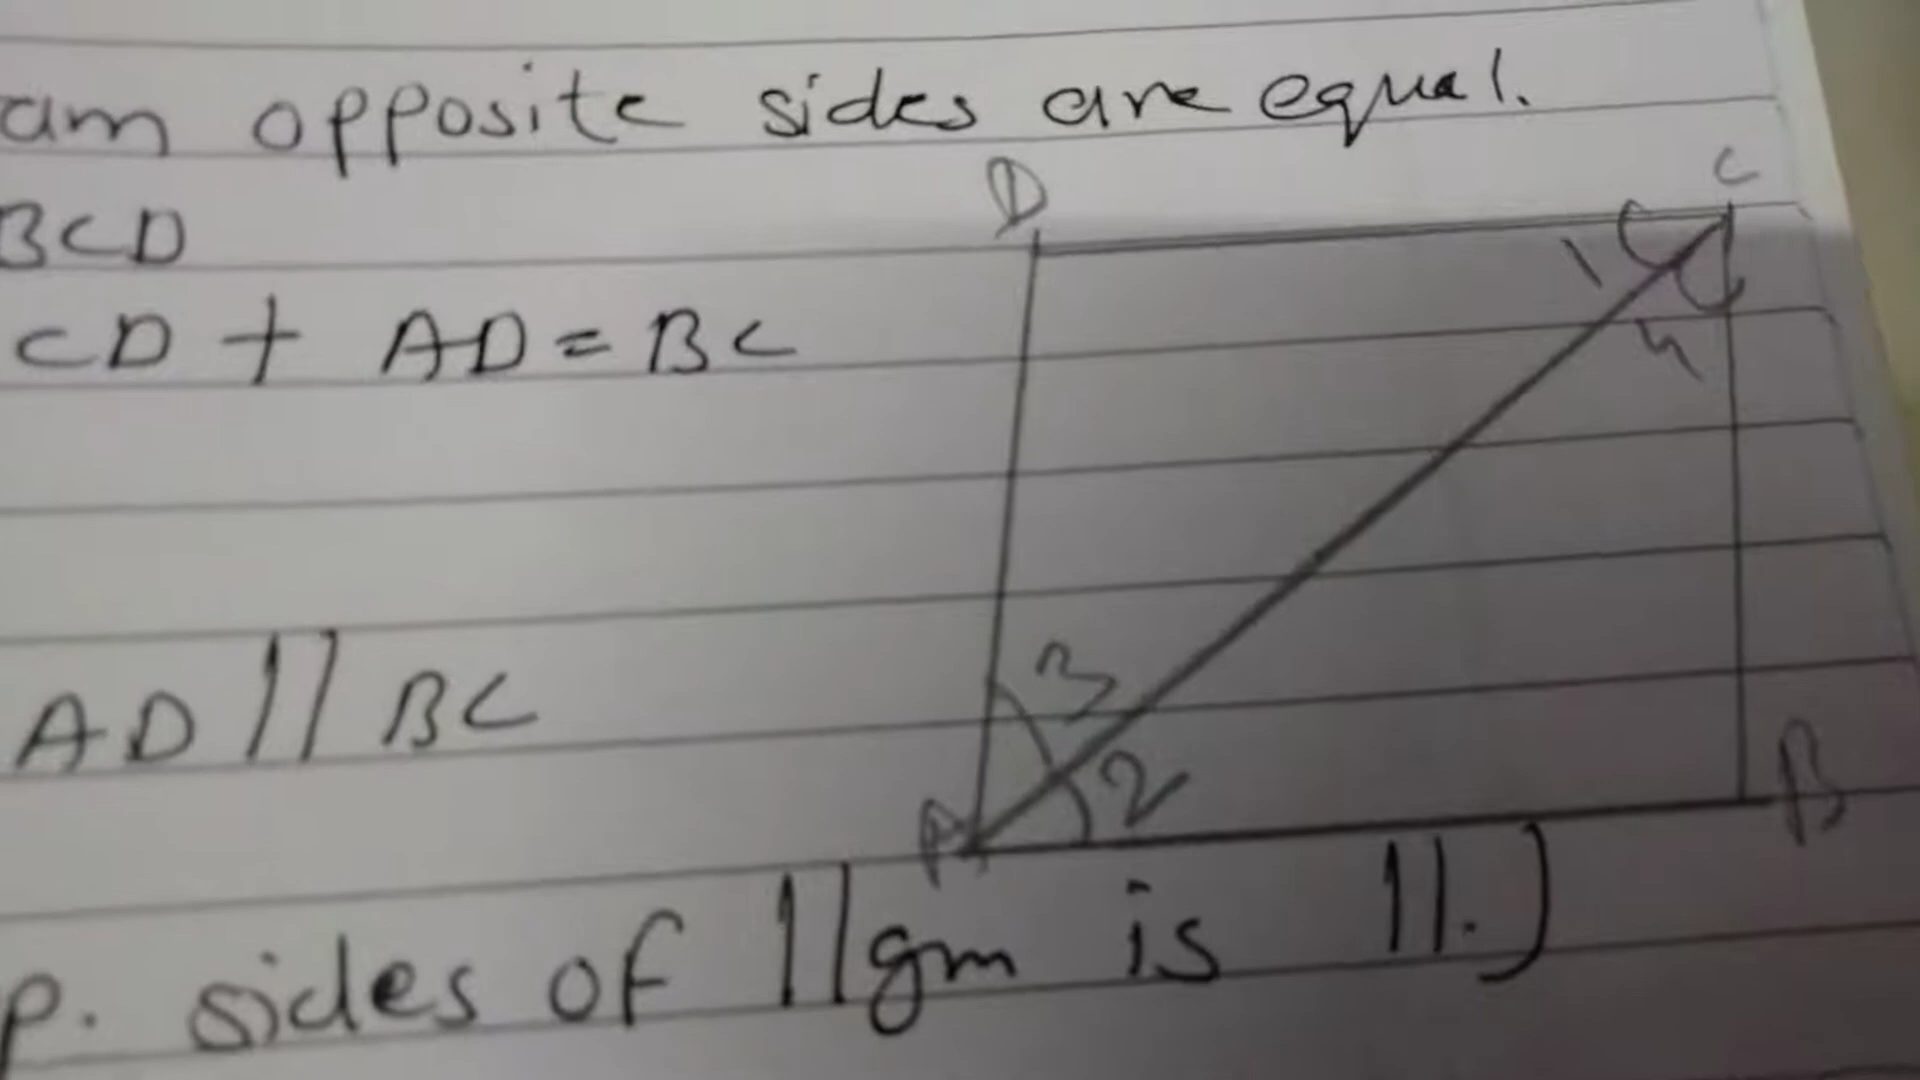 am opposite sides are equal.
D
C
BCD
1
CD + AD = BC
4
3
AD || BC
2
A
B
p. sides of ||gm is ||.)